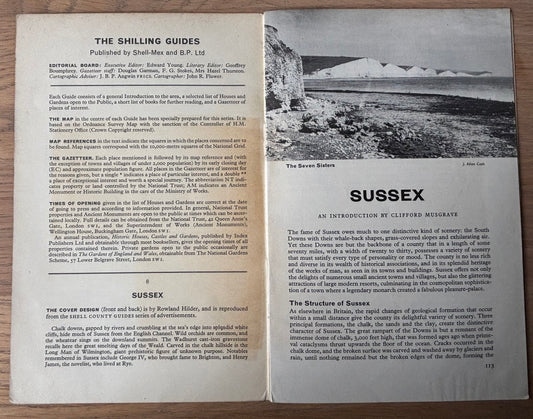 THE SHILLING GUIDES
Published by Shell-Mex and B.P. Ltd
EDITORIAL BOARD: Executive Editor: Edward Young. Literary Editor: Geoffrey
Boumphrey. Gazetteer staff: Douglas Garman, F. G. Stokes, Mrs Hazel Thornton.
Cartographic Adviser: J. B. P. Angwin FRICS. Cartographer: John R. Flower.
Each Guide consists of a general Introduction to the area, a selected list of Houses and
Gardens open to the Public, a short list of books for further reading, and a Gazetteer of
places of interest.
THE MAP in the centre of each Guide has been specially prepared for this series. It is
based on the Ordnance Survey Map with the sanction of the Controller of H.M.
Stationery Office (Crown Copyright reserved).
MAP REFERENCES in the text indicate the squares in which the places concerned are to
be found. Map squares correspond with the 10,000-metre squares of the National Grid.
THE GAZETTEER. Each place mentioned is followed by its map reference and (with
the exception of towns and villages of under 2,000 population) by its early closing day
(EC) and approximate population figure. All places in the Gazetteer are of interest for
the reasons given, but a single * indicates a place of particular interest, and a double **
a place of exceptional interest and worth a special journey. The abbreviation NT indi-
cates property or land controlled by the National Trust; AM indicates an Ancient
Monument or Historic Building in the care of the Ministry of Works.
TIMES OF OPENING given in the list of Houses and Gardens are correct at the date
of going to press and according to information provided. In general, National Trust
properties and Ancient Monuments are open to the public at times which can be ascer-
tained locally. Full details can be obtained from the National Trust, 42 Queen Anne's
Gate, London SW1, and the Superintendent of Works (Ancient Monuments),
Wellington House, Buckingham Gate, London SW1.
An annual publication, Historic Houses, Castles and Gardens, published by Index
Publishers Ltd and obtainable through most booksellers, gives the opening times of all
properties contained therein. Private gardens open to the public occasionally are
described in The Gardens of England and Wales, obtainable from The National Gardens
Scheme, 57 Lower Belgrave Street, London SW1.
8
SUSSEX
THE COVER DESIGN (front and back) is by Rowland Hilder, and is reproduced
from the SHELL COUNTY GUIDES series of advertisements.
Chalk downs, gapped by rivers and crumbling at the sea's edge into splendid white
cliffs, hide much of Sussex from the English Channel. Wild orchids are common, and
the wheatear sings on the downland summits. The Wadhurst cast-iron gravestones
recalls here the great smelting days of the Weald. Carved in the chalk hillside is the
Long Man of Wilmington, giant prehistoric figure of unknown purpose. Notables
remembered in Sussex include George IV, who brought fame to Brighton, and Henry
James, the novelist, who lived at Rye.
The Seven Sisters
J. Allan Cash
SUSSEX
AN INTRODUCTION BY CLIFFORD MUSGRAVE
The fame of Sussex owes much to one distinctive kind of scenery: the South
Downs with their whale-back shapes, grass-covered slopes and exhilarating air.
Yet these Downs are but the backbone of a county that in a length of some
seventy miles, with a width of twenty to thirty, possesses a variety of scenery
that must satisfy every type of personality or mood. The county is no less rich
and diverse in its wealth of historical associations, and in its splendid heritage
of the works of man, as seen in its towns and buildings. Sussex offers not only
the delights of unspoilt and enchanting towns and villages, but also the glittering
attractions of large modern resorts, culminating in the cosmopolitan sophistica-
tion of a town where a legendary monarch created a fabulous pleasure-palace.
The Structure of Sussex
As elsewhere in Britain, the rapid changes of geological formation that occur
within a small distance give the county its delightful variety of scenery. Three
principal formations, the chalk, the sands and the clay, create the distinctive
character of Sussex. The great rampart of the Downs is but a remnant of the
immense dome of chalk, 3,000 feet high, that was formed ages ago when primor-
dial cataclysms thrust upwards the floor of the ocean. Cracks occurred in the
chalk dome, and the broken surface was carved and washed away by glaciers and
rain, until nothing remained but the broken edges of the dome, forming the
113